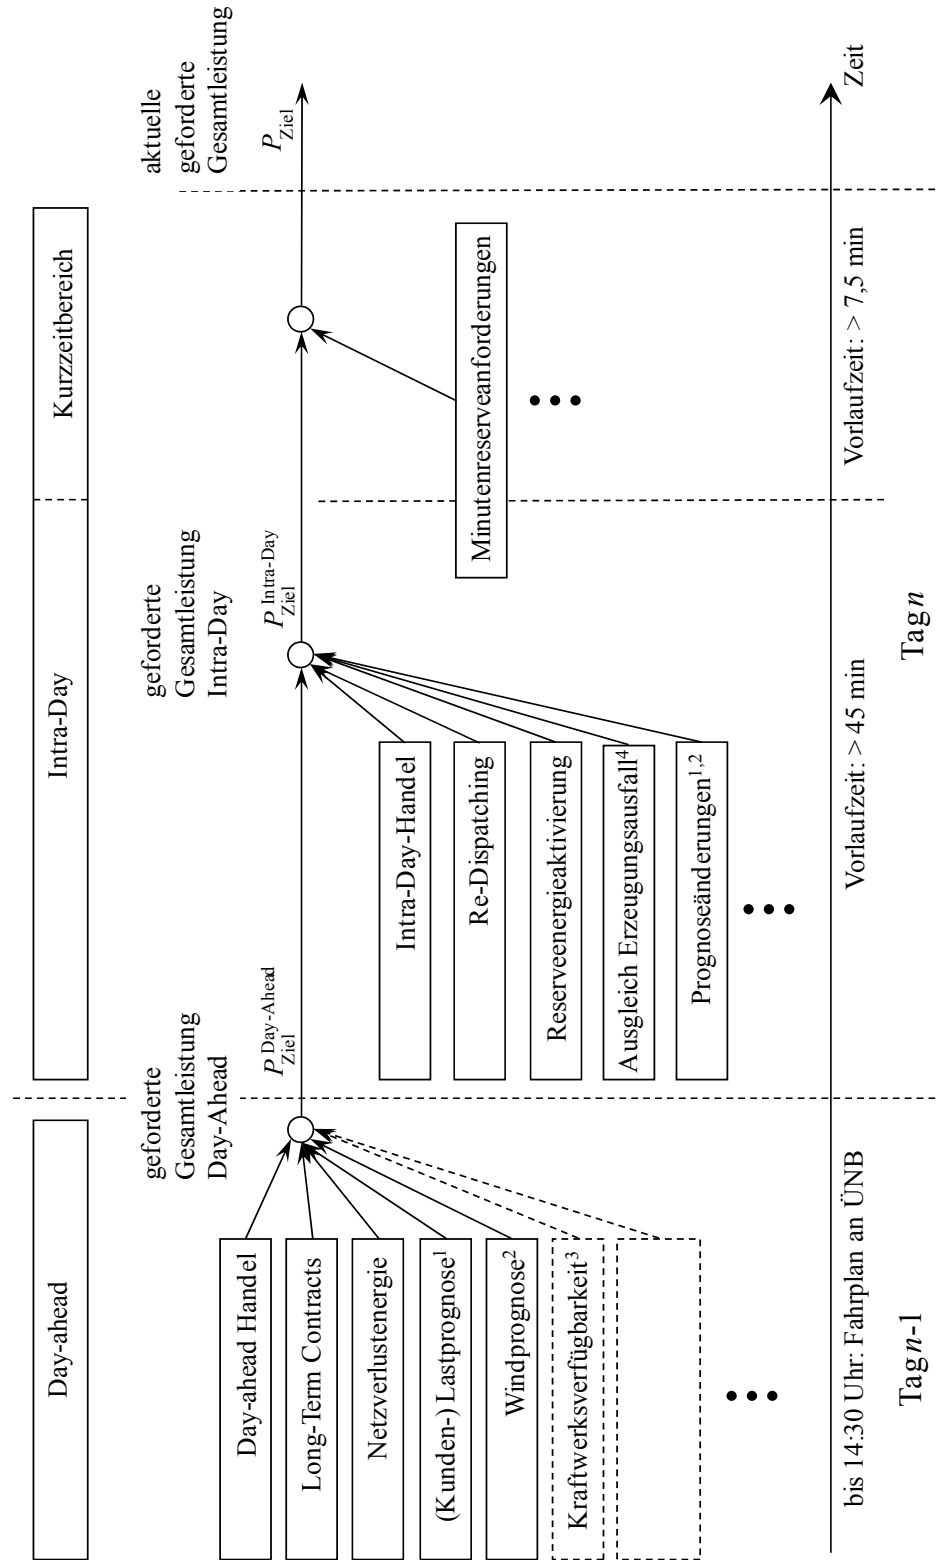 Day-ahead
Intra-Day
Kurzzeitbereich
geforderte
Gesamtleistung
Day-Ahead
geforderte
Gesamtleistung
Intra-Day
aktuelle
geforderte
Gesamtleistung
P Day-Ahead Ziel
P Intra-Day Ziel
P Ziel
Day-ahead Handel
Long-Term Contracts
Netzverlustenergie
(Kunden-) Lastprognose¹
Windprognose²
Kraftwerksverfügbarkeit³
Intra-Day-Handel
Re-Dispatching
Reserveenergieaktivierung
Ausgleich Erzeugungsausfall⁴
Prognoseänderungen¹,²
Minutenreserveanforderungen
bis 14:30 Uhr: Fahrplan an ÜNB
Vorlaufzeit: > 45 min
Vorlaufzeit: > 7,5 min
Zeit
Tag n-1
Tag n